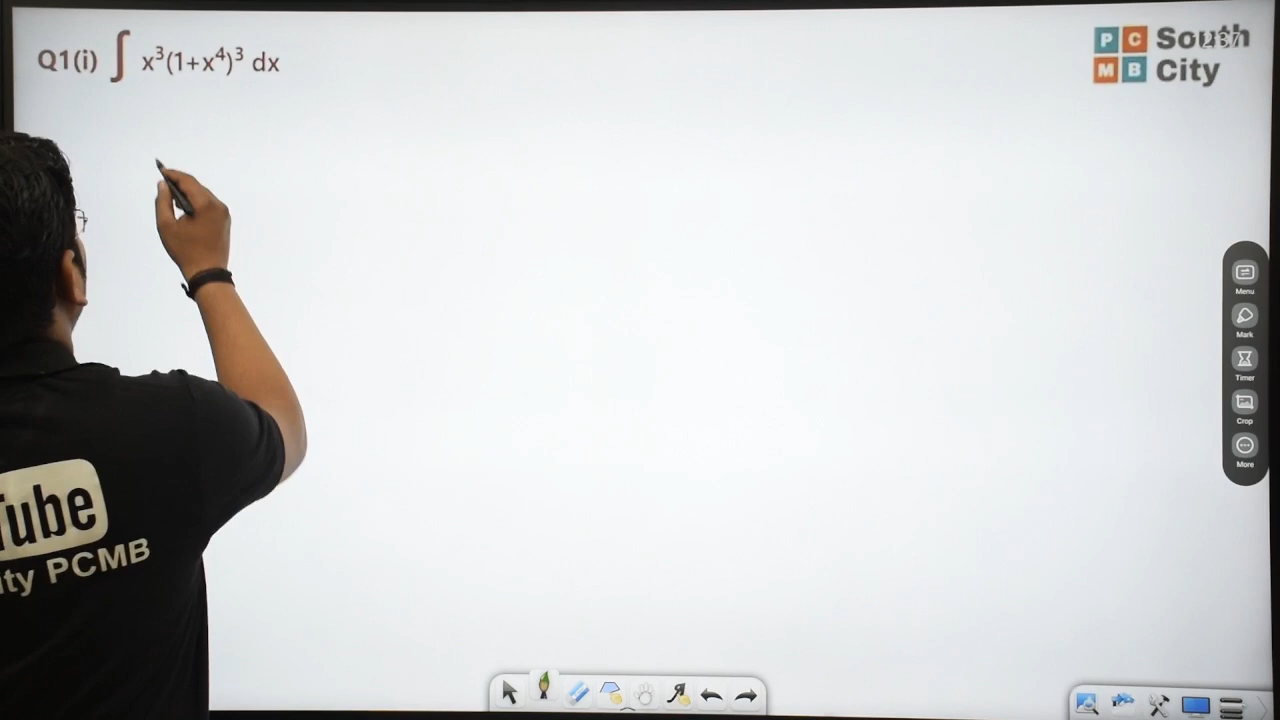 Q1(i) ∫ x³(1+x⁴)³ dx
P C South
M B City
Menu
Mark
Timer
Crop
More
Tube
ity PCMB